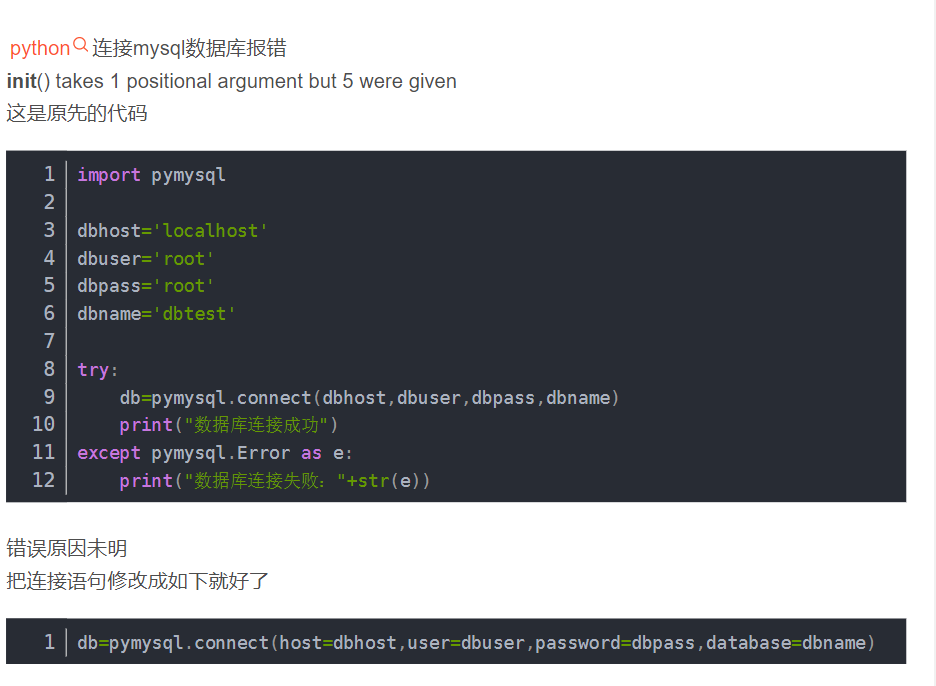 python连接mysql数据库报错
init() takes 1 positional argument but 5 were given
这是原先的代码
1 import pymysql
2
3 dbhost='localhost'
4 dbuser='root'
5 dbpass='root'
6 dbname='dbtest'
7
8 try:
9     db=pymysql.connect(dbhost,dbuser,dbpass,dbname)
10     print("数据库连接成功")
11 except pymysql.Error as e:
12     print("数据库连接失败："+str(e))
错误原因未明
把连接语句修改成如下就好了
1 db=pymysql.connect(host=dbhost,user=dbuser,password=dbpass,database=dbname)